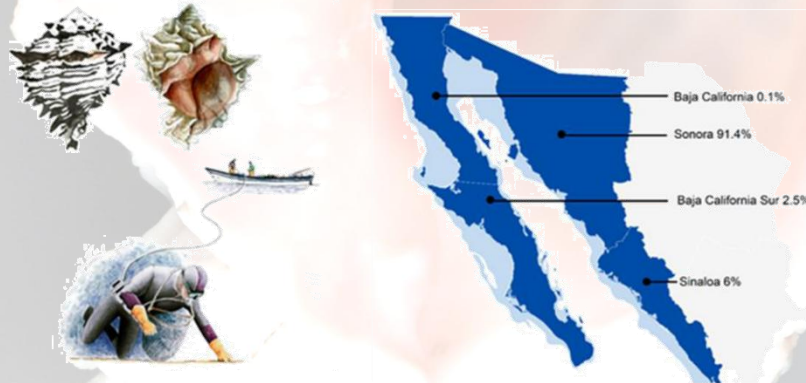 Baja California 0.1%
Sonora 91.4%
Baja California Sur 2.5%
Sinaloa 6%